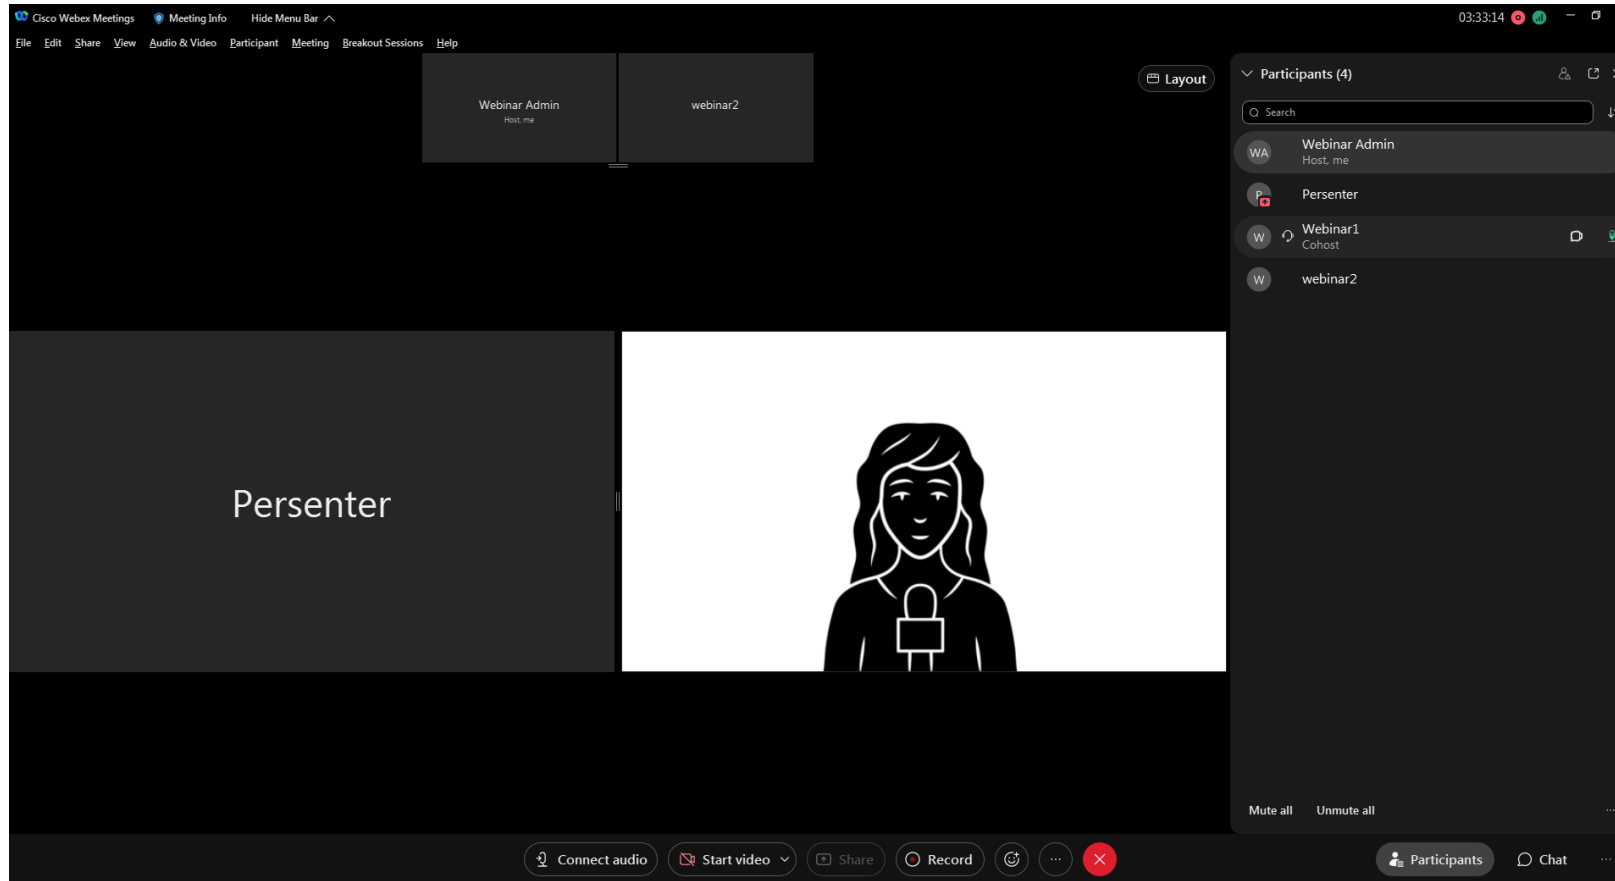 Cisco Webex Meetings Meeting Info Hide Menu Bar 03:33:14
File Edit Share View Audio & Video Participant Meeting Breakout Sessions Help
Webinar Admin
Host, me
webinar2
Layout
Persenter
Participants (4)
Search
WA Webinar Admin
Host, me
P Persenter
W Webinar1
Cohost
W webinar2
Mute all Unmute all
Connect audio Start video Share Record Participants Chat